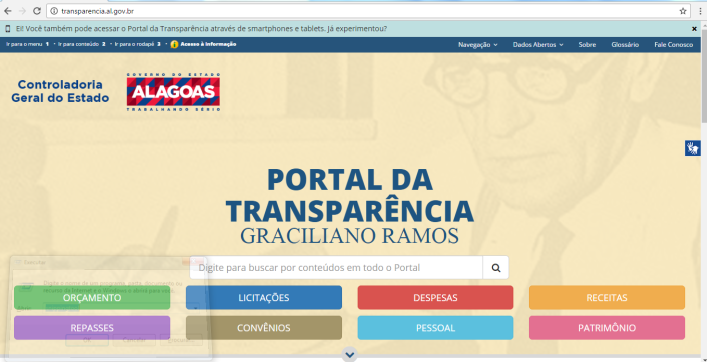 transparencia.al.gov.br
Ei! Você também pode acessar o Portal da Transparência através de smartphones e tablets. Já experimentou?
Ir para o menu 1 Ir para conteúdo 2 Ir para o rodapé 3 Acesso à Informação Navegação Dados Abertos Sobre Glossário Fale Conosco
Controladoria
Geral do Estado
GOVERNO DO ESTADO
ALAGOAS
TRABALHANDO SÉRIO
PORTAL DA
TRANSPARÊNCIA
GRACILIANO RAMOS
Digite para buscar por conteúdos em todo o Portal
ORÇAMENTO LICITAÇÕES DESPESAS RECEITAS
REPASSES CONVÊNIOS PESSOAL PATRIMÔNIO